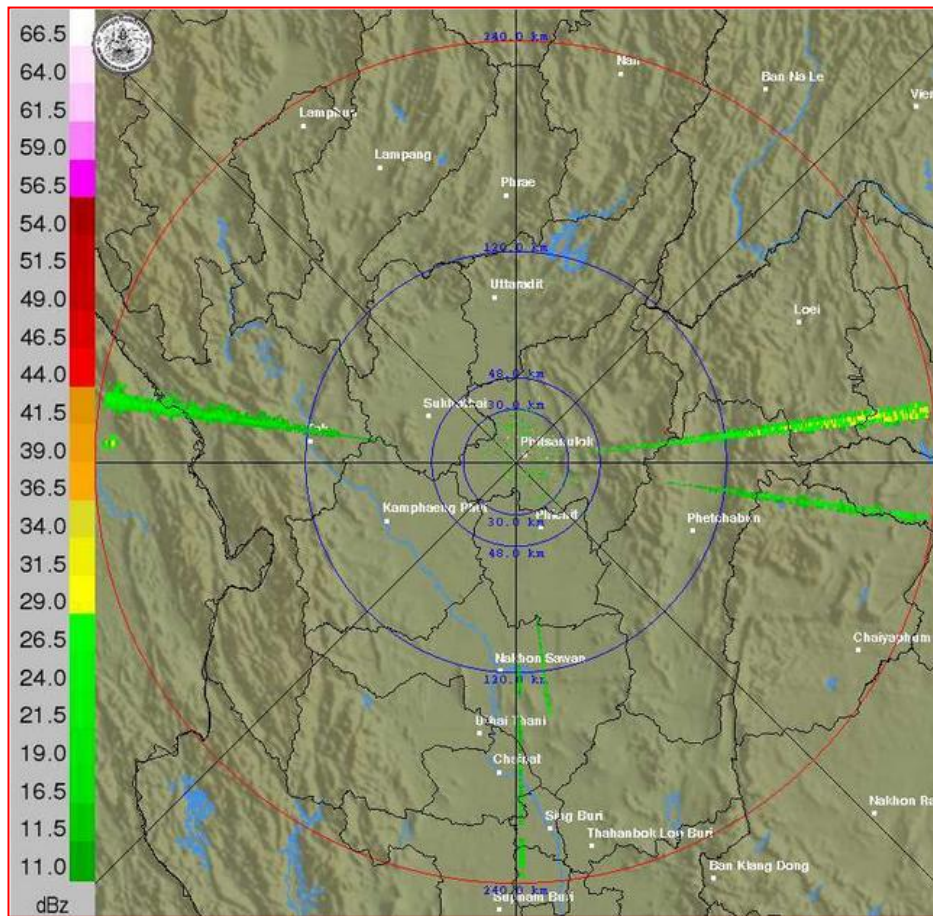 66.5
64.0
61.5
59.0
56.5
54.0
51.5
49.0
46.5
44.0
41.5
39.0
36.5
34.0
31.5
29.0
26.5
24.0
21.5
19.0
16.5
11.5
11.0
dBz
240.0 km
Nan
Ban Na Le
Lamphun
Lampang
Phrae
120.0 km
Uttaradit
Loei
48.0 km
30.0 km
Sukhothai
Phitsanulok
Kamphaeng Phet
Phichit
30.0 km
48.0 km
Phetchabun
Chaiyaphum
Nakhon Sawan
120.0 km
Uthai Thani
Chainat
Nakhon Ra
Sing Buri
Thahanbok Lop Buri
Ban Klang Dong
240.0 km
Suphan Buri